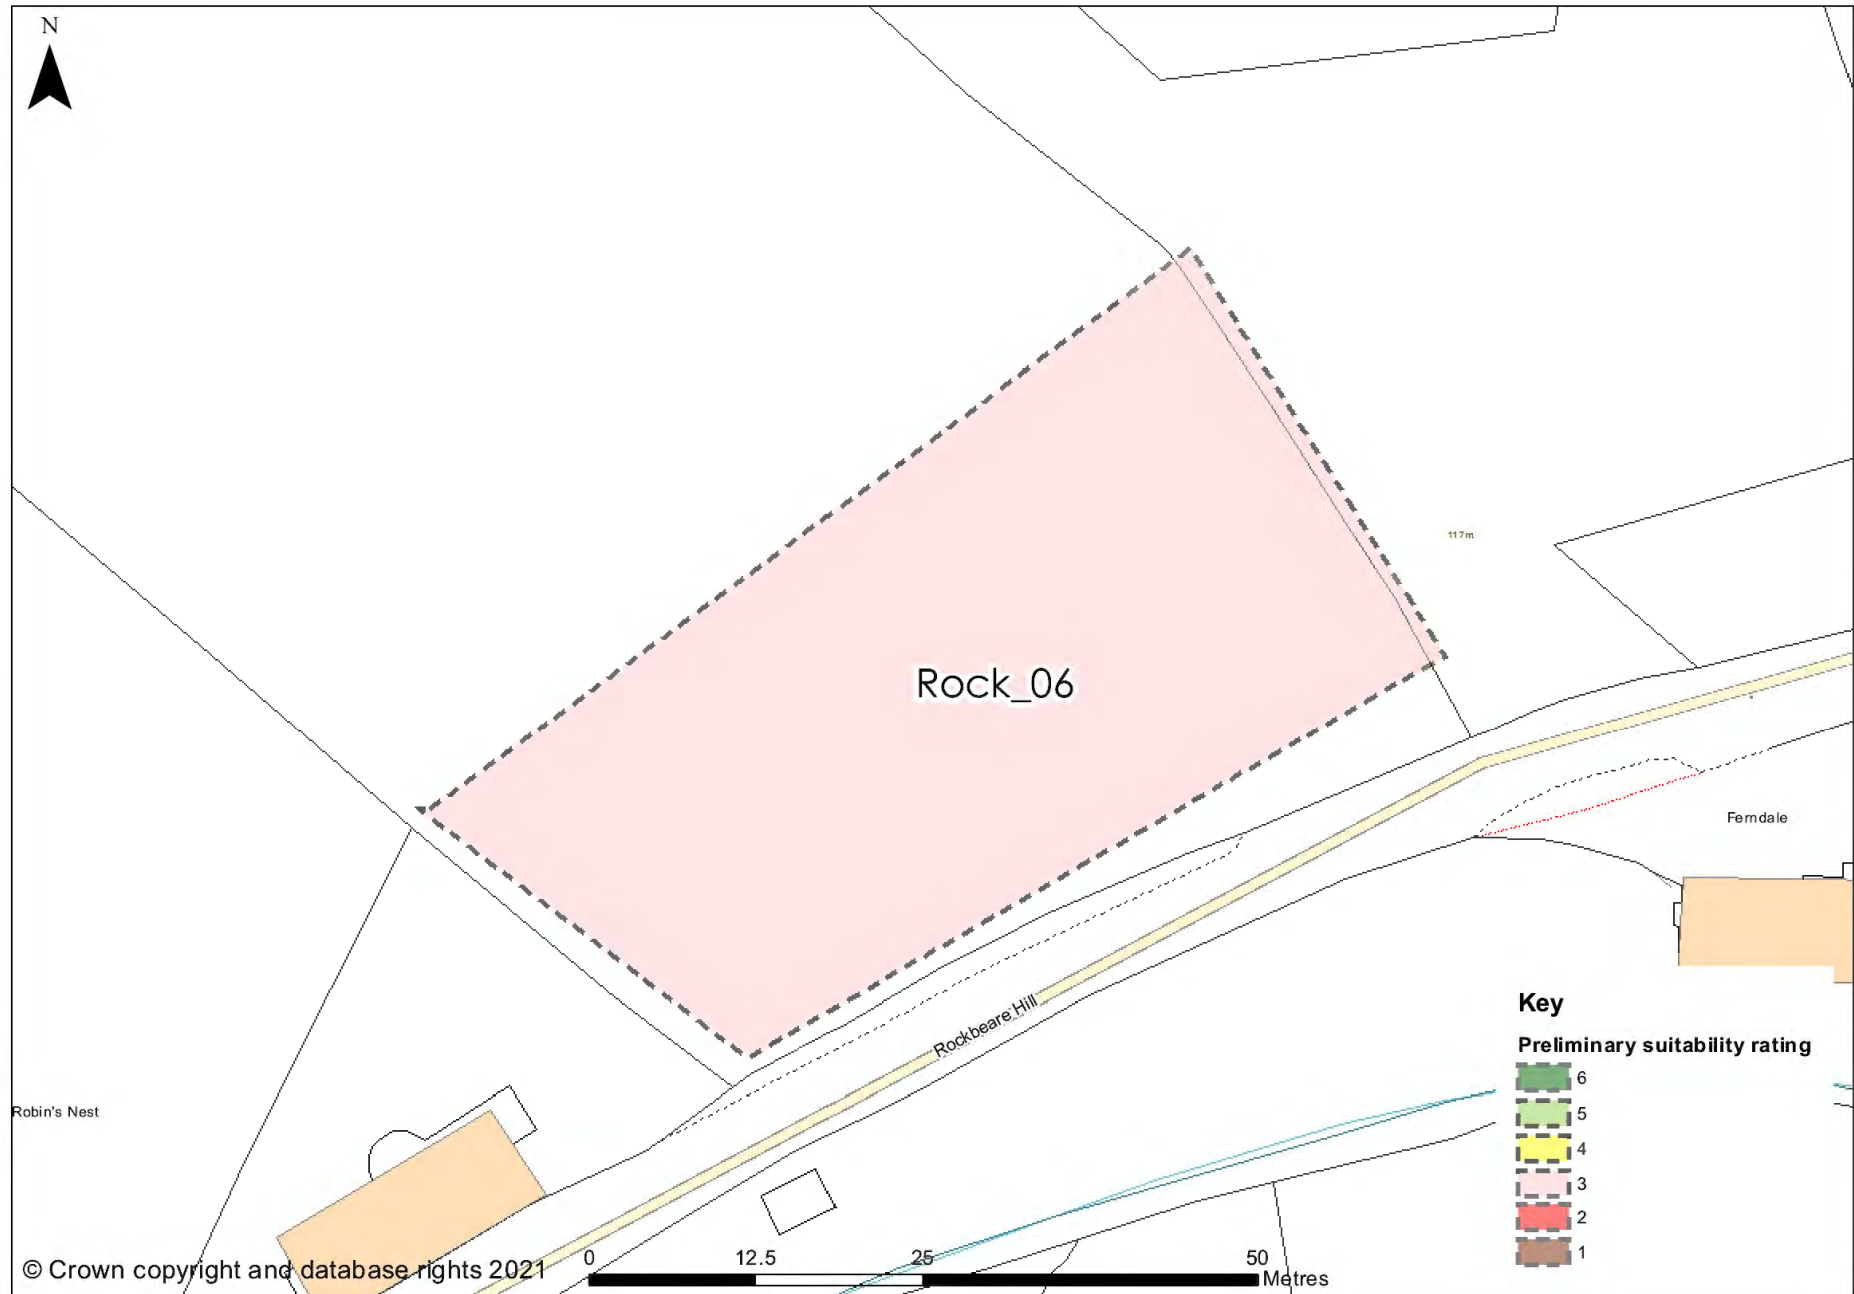 N
117m
Rock_06
Ferndale
Rockbeare Hill
Robin's Nest
Key
Preliminary suitability rating
6
5
4
3
2
1
© Crown copyright and database rights 2021
0 12.5 25 50
Metres